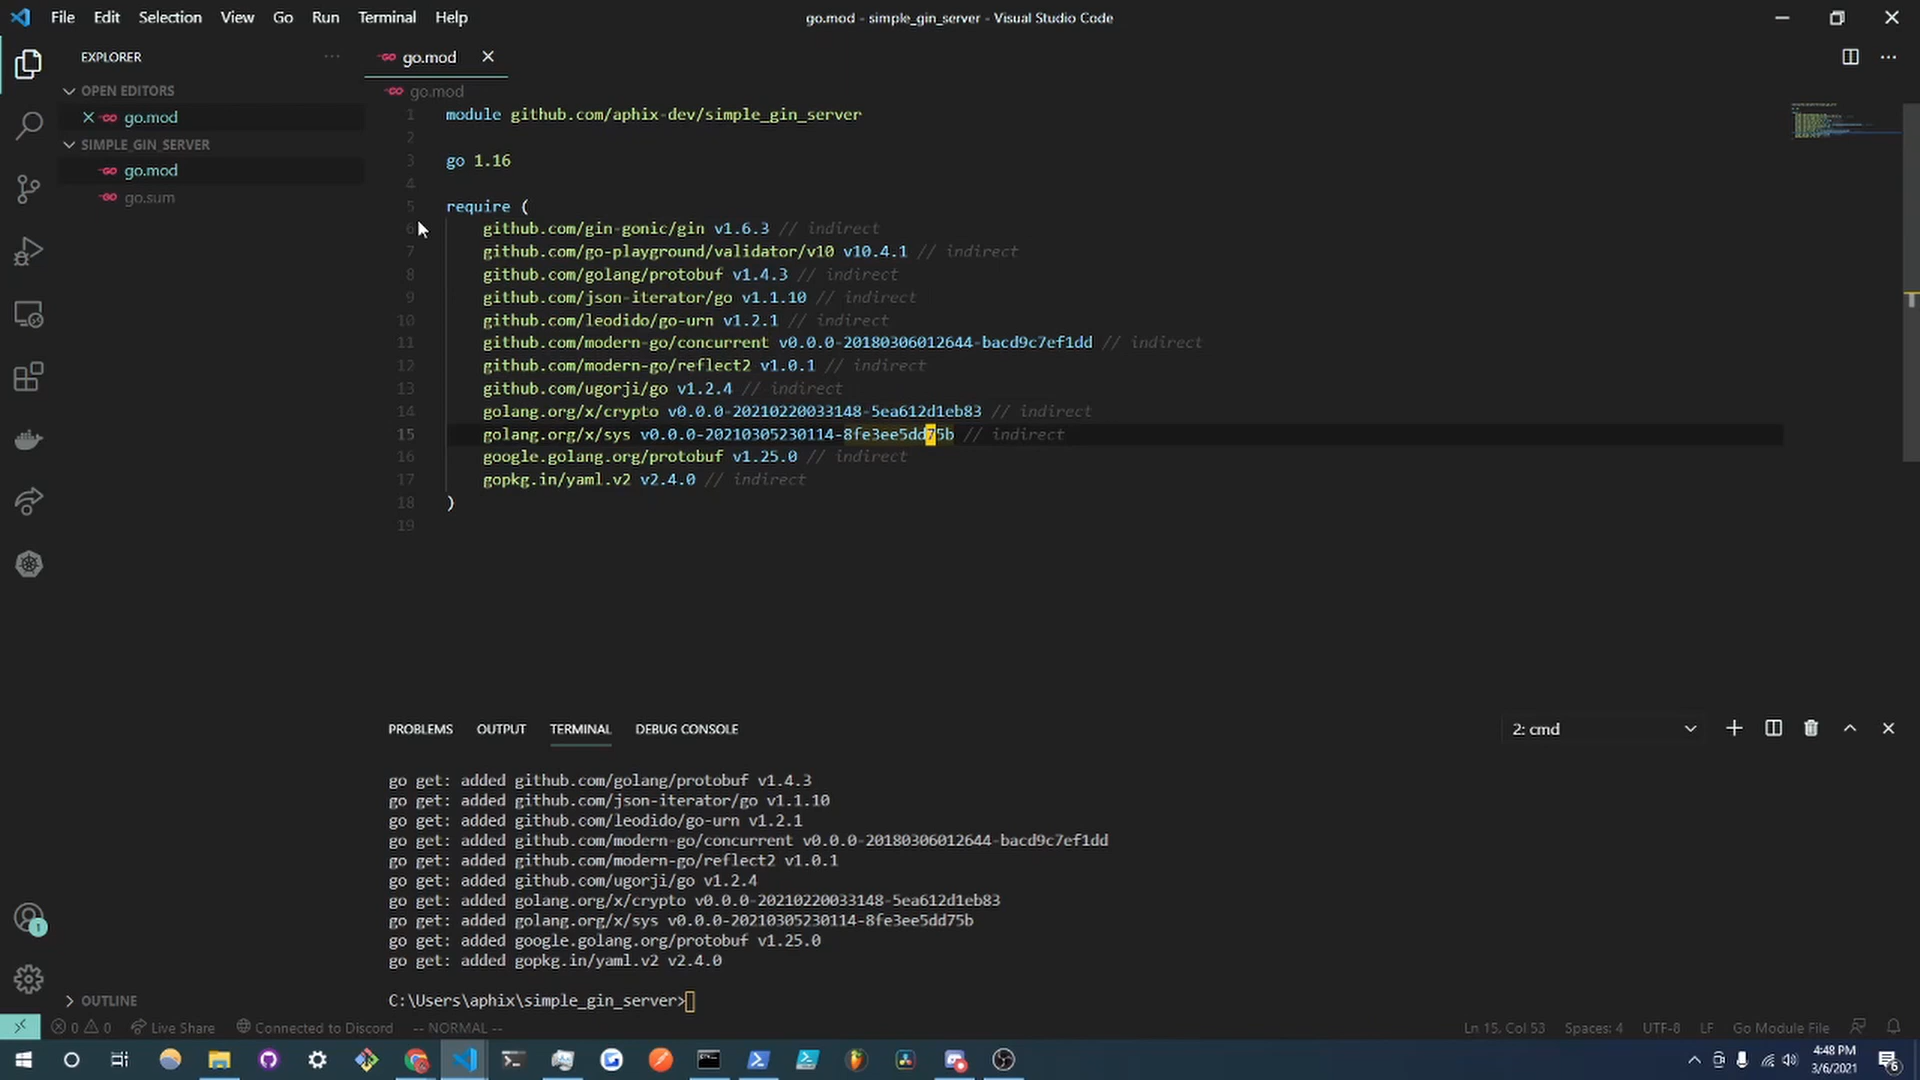 File Edit Selection View Go Run Terminal Help
go.mod - simple_gin_server - Visual Studio Code
EXPLORER
OPEN EDITORS
go.mod
SIMPLE_GIN_SERVER
go.mod
go.sum
OUTLINE
go.mod
go.mod
1 module github.com/aphix-dev/simple_gin_server
2
3 go 1.16
4
5 require (
6 github.com/gin-gonic/gin v1.6.3 // indirect
7 github.com/go-playground/validator/v10 v10.4.1 // indirect
8 github.com/golang/protobuf v1.4.3 // indirect
9 github.com/json-iterator/go v1.1.10 // indirect
10 github.com/leodido/go-urn v1.2.1 // indirect
11 github.com/modern-go/concurrent v0.0.0-20180306012644-bacd9c7ef1dd // indirect
12 github.com/modern-go/reflect2 v1.0.1 // indirect
13 github.com/ugorji/go v1.2.4 // indirect
14 golang.org/x/crypto v0.0.0-20210220033148-5ea612d1eb83 // indirect
15 golang.org/x/sys v0.0.0-20210305230114-8fe3ee5dd75b // indirect
16 google.golang.org/protobuf v1.25.0 // indirect
17 gopkg.in/yaml.v2 v2.4.0 // indirect
18 )
19
PROBLEMS OUTPUT TERMINAL DEBUG CONSOLE
2: cmd
go get: added github.com/golang/protobuf v1.4.3
go get: added github.com/json-iterator/go v1.1.10
go get: added github.com/leodido/go-urn v1.2.1
go get: added github.com/modern-go/concurrent v0.0.0-20180306012644-bacd9c7ef1dd
go get: added github.com/modern-go/reflect2 v1.0.1
go get: added github.com/ugorji/go v1.2.4
go get: added golang.org/x/crypto v0.0.0-20210220033148-5ea612d1eb83
go get: added golang.org/x/sys v0.0.0-20210305230114-8fe3ee5dd75b
go get: added google.golang.org/protobuf v1.25.0
go get: added gopkg.in/yaml.v2 v2.4.0
C:\Users\aphix\simple_gin_server>
1
0 0 Live Share Connected to Discord -- NORMAL --
Ln 15, Col 53 Spaces: 4 UTF-8 LF Go Module File
4:48 PM
3/6/2021
6